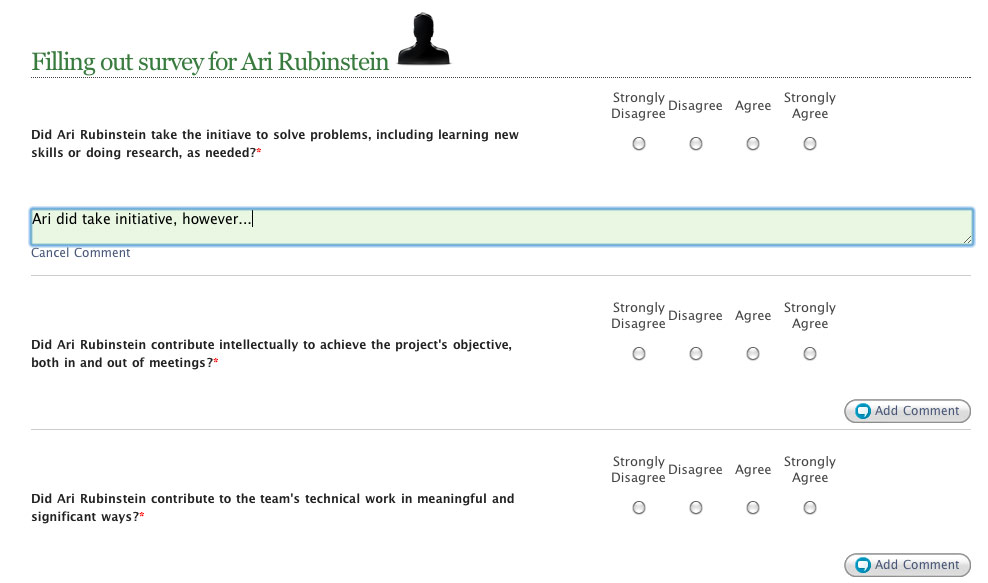 Filling out survey for Ari Rubinstein
Strongly Disagree Disagree Agree Strongly Agree
Did Ari Rubinstein take the initiave to solve problems, including learning new
skills or doing research, as needed?*
Ari did take initiative, however...
Cancel Comment
Strongly Disagree Disagree Agree Strongly Agree
Did Ari Rubinstein contribute intellectually to achieve the project's objective,
both in and out of meetings?*
Add Comment
Strongly Disagree Disagree Agree Strongly Agree
Did Ari Rubinstein contribute to the team's technical work in meaningful and
significant ways?*
Add Comment